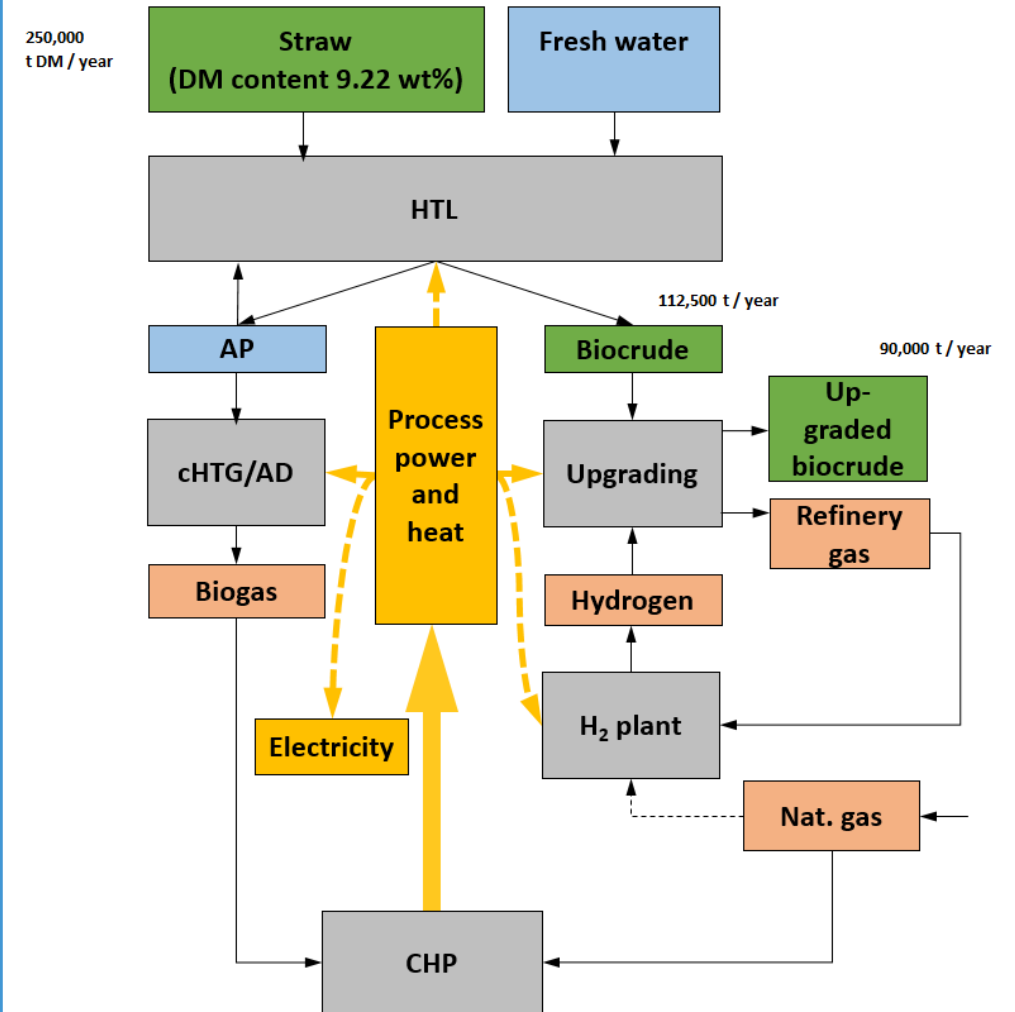 250,000
t DM / year
Straw
(DM content 9.22 wt%)
Fresh water
HTL
112,500 t / year
AP
Biocrude
90,000 t / year
Process
power
and
heat
Up-
graded
biocrude
cHTG/AD
Upgrading
Refinery
gas
Biogas
Hydrogen
Electricity
H₂ plant
Nat. gas
CHP